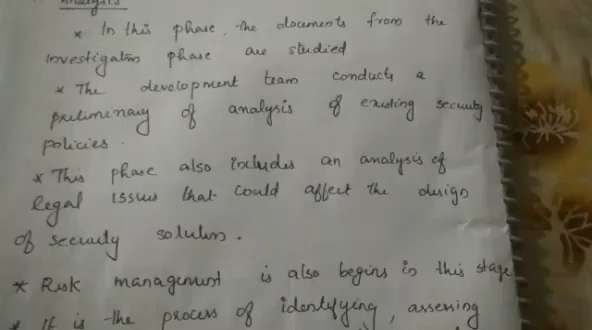 Analysis
* In this phase, the documents from the
investigation phase are studied
* The development team conducts a
preliminary of analysis of existing security
policies.
* This phase also includes an analysis of
legal issues that could affect the design
of security solution.
* Risk management is also begins in this stage
* It is the process of identifying, assessing